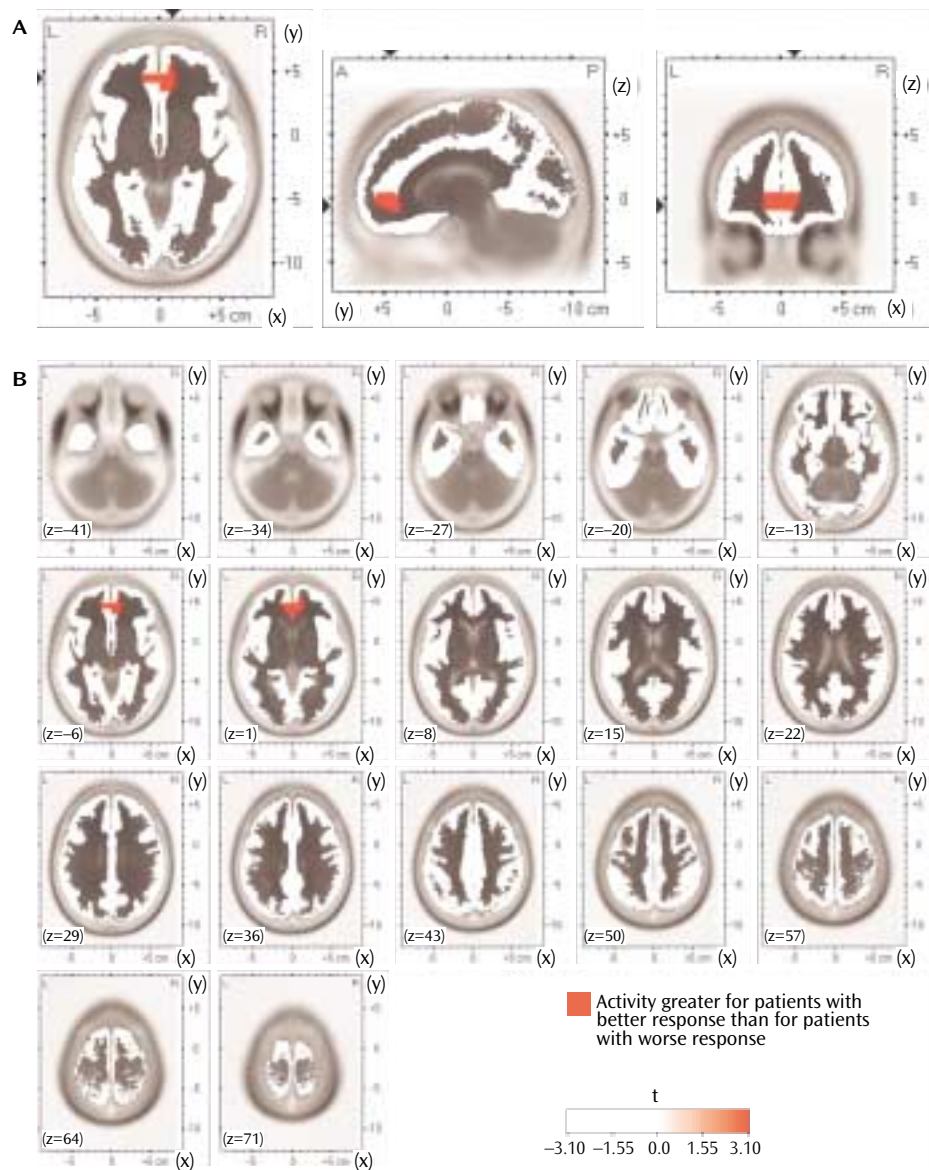 A
L R (y)
+5
0
-5
-10
-5 0 +5 cm (x)
A P (z)
+5
0
-5
(y) +5 0 -5 -10 cm
L R (z)
+5
0
-5
-5 0 +5 cm (x)
B
L R (y) L R (y) L R (y) L R (y) L R (y)
(z=–41) (z=–34) (z=–27) (z=–20) (z=–13)
(x) (x) (x) (x) (x)
L R (y) L R (y) L R (y) L R (y) L R (y)
(z=–6) (z=1) (z=8) (z=15) (z=22)
(x) (x) (x) (x) (x)
L R (y) L R (y) L R (y) L R (y) L R (y)
(z=29) (z=36) (z=43) (z=50) (z=57)
(x) (x) (x) (x) (x)
L R (y) L R (y)
(z=64) (z=71)
(x) (x)
Activity greater for patients with
better response than for patients
with worse response
t
–3.10 –1.55 0.0 1.55 3.10